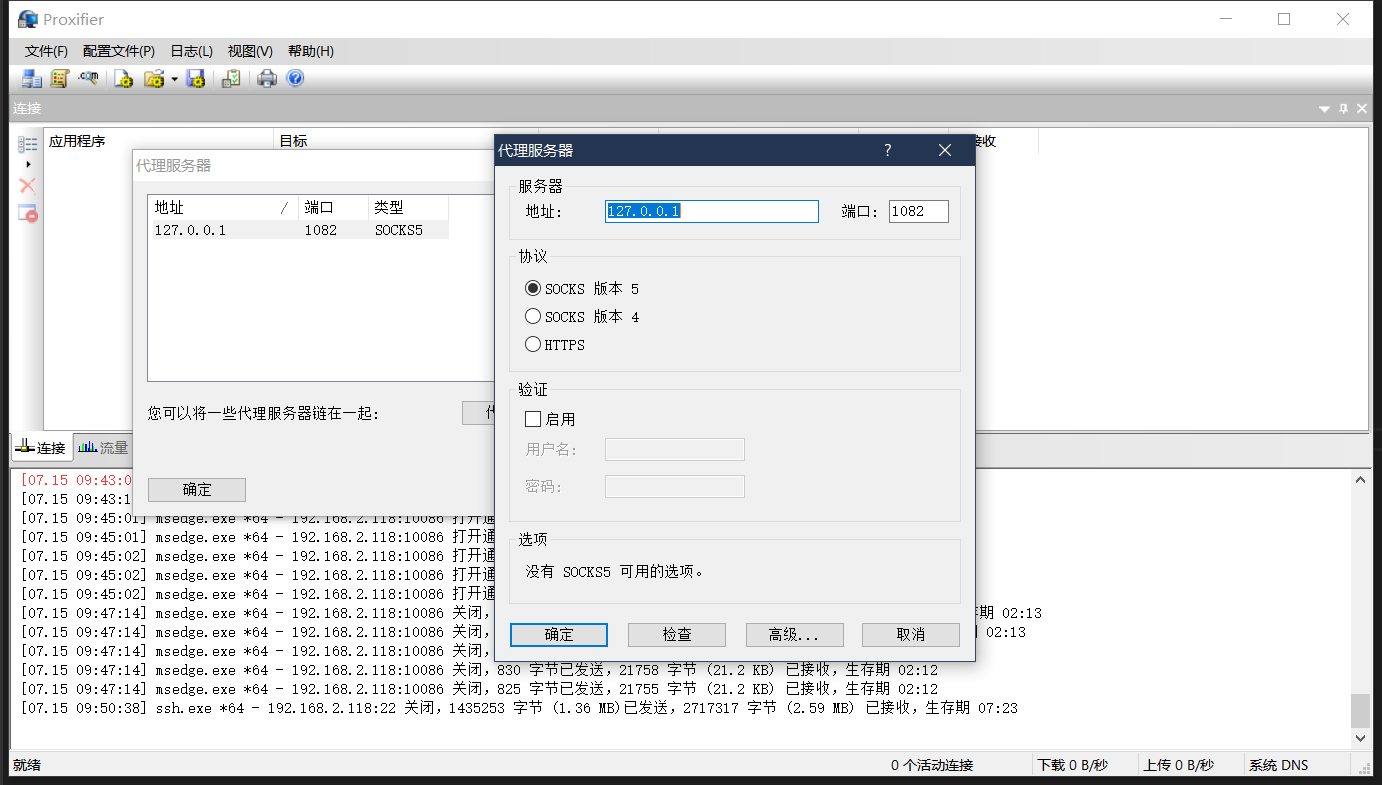 Proxifier
文件(F) 配置文件(P) 日志(L) 视图(V) 帮助(H)
连接
应用程序 目标 接收
代理服务器
地址 / 端口 类型
127.0.0.1 1082 SOCKS5
您可以将一些代理服务器链在一起:
确定
代理服务器 ?
服务器
地址: 127.0.0.1 端口: 1082
协议
SOCKS 版本 5
SOCKS 版本 4
HTTPS
验证
启用
用户名:
密码:
选项
没有 SOCKS5 可用的选项。
确定 检查 高级... 取消
连接 流量
[07.15 09:43:0
[07.15 09:43:1
[07.15 09:45:01] msedge.exe *64 - 192.168.2.118:10086 打开通
[07.15 09:45:01] msedge.exe *64 - 192.168.2.118:10086 打开通
[07.15 09:45:02] msedge.exe *64 - 192.168.2.118:10086 打开通
[07.15 09:45:02] msedge.exe *64 - 192.168.2.118:10086 打开通
[07.15 09:45:02] msedge.exe *64 - 192.168.2.118:10086 打开通
[07.15 09:47:14] msedge.exe *64 - 192.168.2.118:10086 关闭, 存期 02:13
[07.15 09:47:14] msedge.exe *64 - 192.168.2.118:10086 关闭, 02:13
[07.15 09:47:14] msedge.exe *64 - 192.168.2.118:10086 关闭,
[07.15 09:47:14] msedge.exe *64 - 192.168.2.118:10086 关闭, 830 字节已发送, 21758 字节 (21.2 KB) 已接收, 生存期 02:12
[07.15 09:47:14] msedge.exe *64 - 192.168.2.118:10086 关闭, 825 字节已发送, 21755 字节 (21.2 KB) 已接收, 生存期 02:12
[07.15 09:50:38] ssh.exe *64 - 192.168.2.118:22 关闭, 1435253 字节 (1.36 MB)已发送, 2717317 字节 (2.59 MB) 已接收, 生存期 07:23
就绪 0 个活动连接 下载 0 B/秒 上传 0 B/秒 系统 DNS